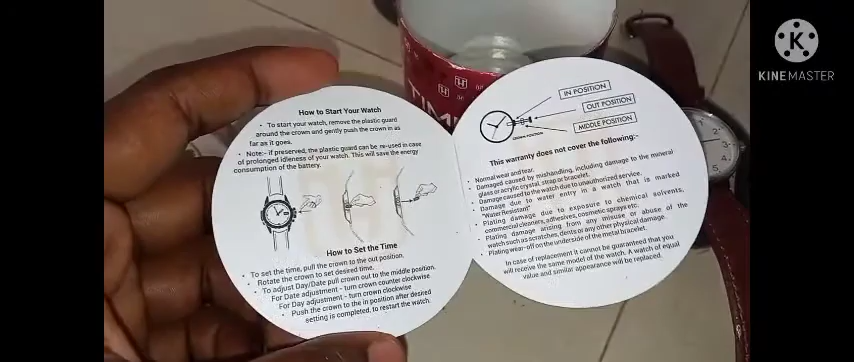 How to Start Your Watch
• To start your watch, remove the plastic guard
around the crown and gently push the crown in as
far as it goes.
• Note:- if preserved, the plastic guard can be re-used in case
of prolonged idleness of your watch. This will save the energy
consumption of the battery.
How to Set the Time
• To set the time, pull the crown to the out position.
• Rotate the crown to set desired time.
• To adjust Day/Date pull crown out to the middle position.
For Date adjustment - turn crown counter clockwise
For Day adjustment - turn crown clockwise
• Push the crown to the in position after desired
setting is completed, to restart the watch.
IN POSITION
OUT POSITION
MIDDLE POSITION
CROWN POSITION
This warranty does not cover the following:-
• Normal wear and tear.
• Damaged caused by mishandling, including damage to the mineral
glass or acrylic crystal, strap or bracelet.
• Damage caused to the watch due to unauthorized service.
• Damage due to water entry in a watch that is marked
"Water Resistant"
• Plating damage due to exposure to chemical solvents,
commercial cleaners, adhesives, cosmetic sprays etc.
• Plating damage arising from any misuse or abuse of the
watch such as scratches, dents or any other physical damage.
• Plating wear-off on the underside of the metal bracelet.
In case of replacement it cannot be guaranteed that you
will receive the same model of the watch. A watch of equal
value and similar appearance will be replaced.
TIM
K
KINEMASTER